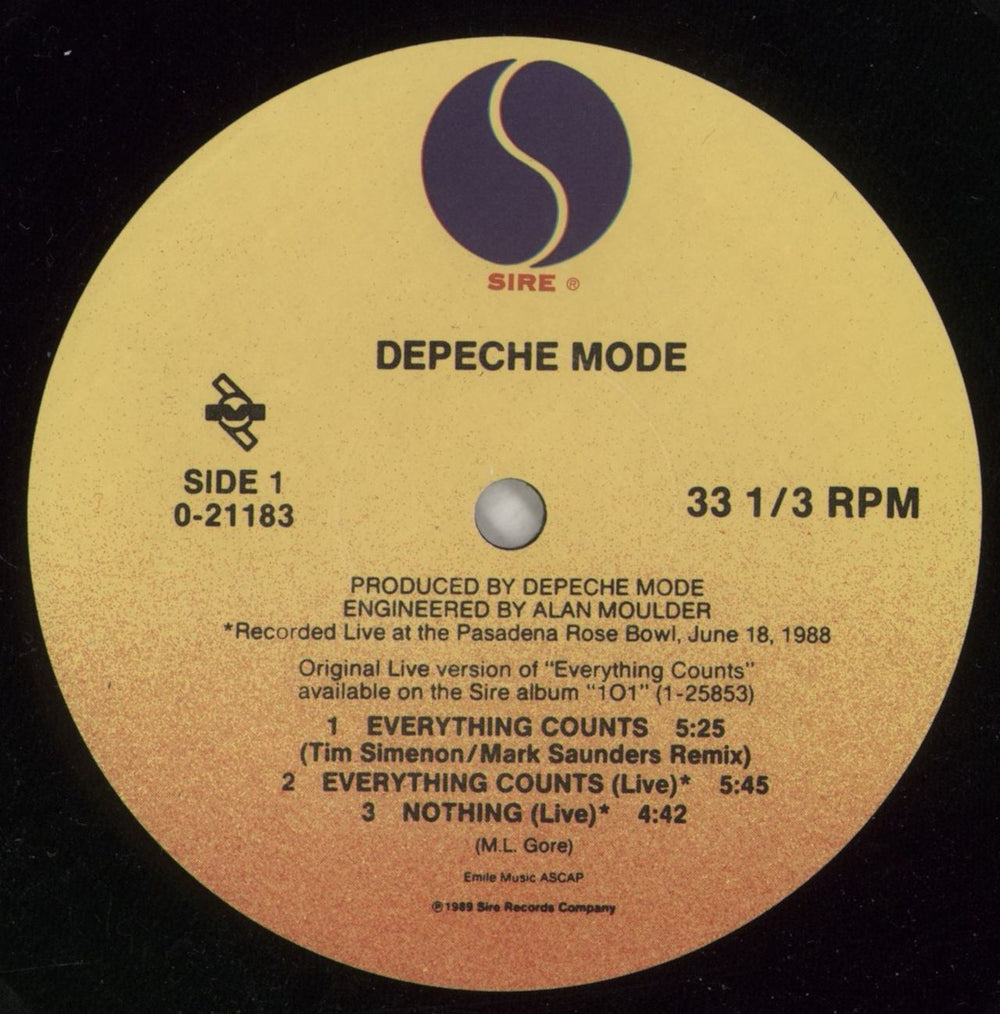 SIRE ®
DEPECHE MODE
SIDE 1
0-21183
33 1/3 RPM
PRODUCED BY DEPECHE MODE
ENGINEERED BY ALAN MOULDER
*Recorded Live at the Pasadena Rose Bowl, June 18, 1988
Original Live version of "Everything Counts"
available on the Sire album "1O1" (1-25853)
1 EVERYTHING COUNTS 5:25
(Tim Simenon/Mark Saunders Remix)
2 EVERYTHING COUNTS (Live)* 5:45
3 NOTHING (Live)* 4:42
(M.L. Gore)
Emile Music ASCAP
℗1989 Sire Records Company